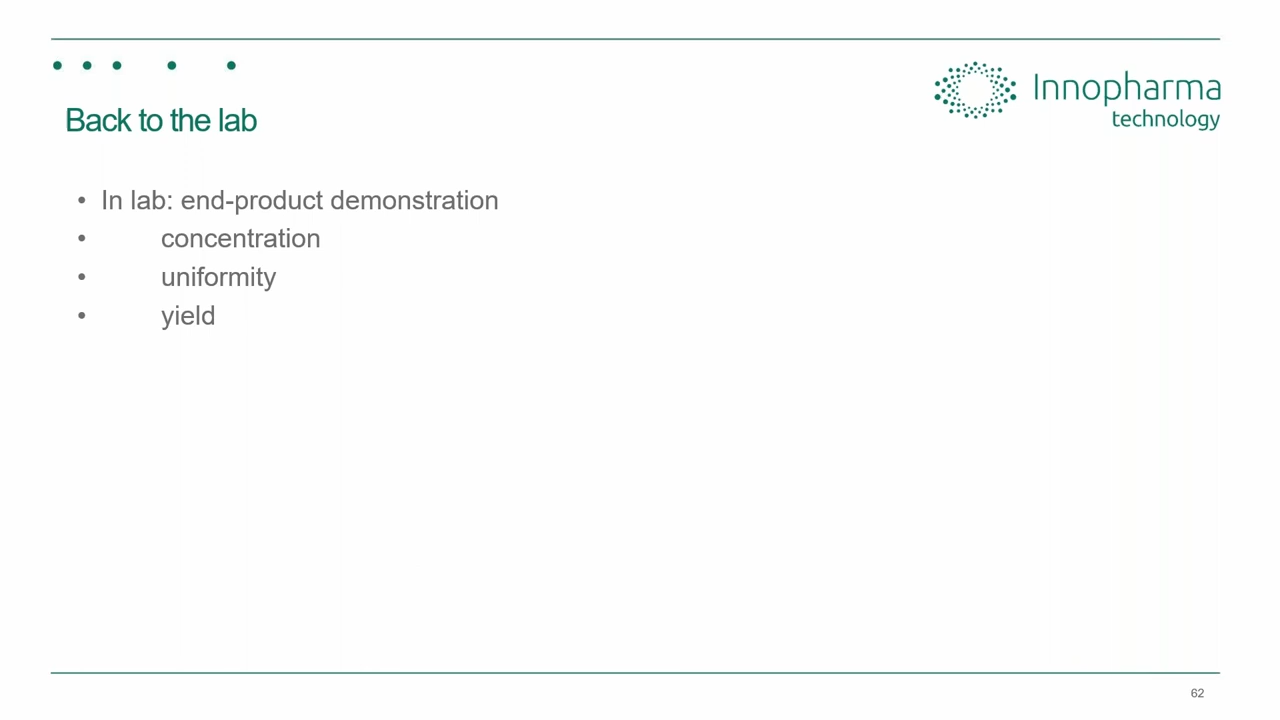 Innopharma
technology
Back to the lab
• In lab: end-product demonstration
• concentration
• uniformity
• yield
62